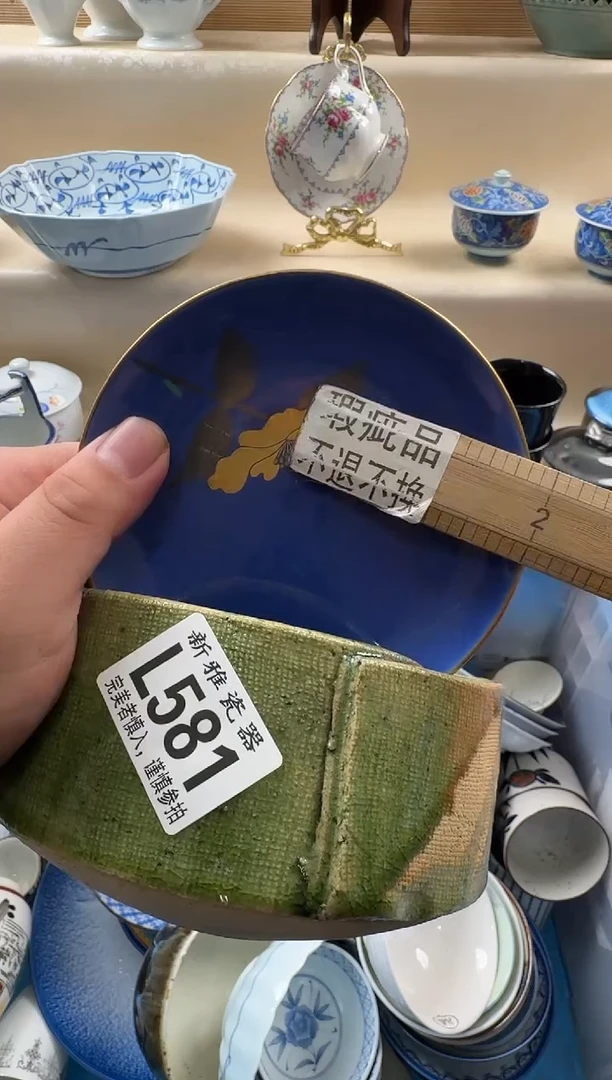 瑕疵品
不退不换
2
新雅瓷器
L581
完美者慎入，谨慎参拍